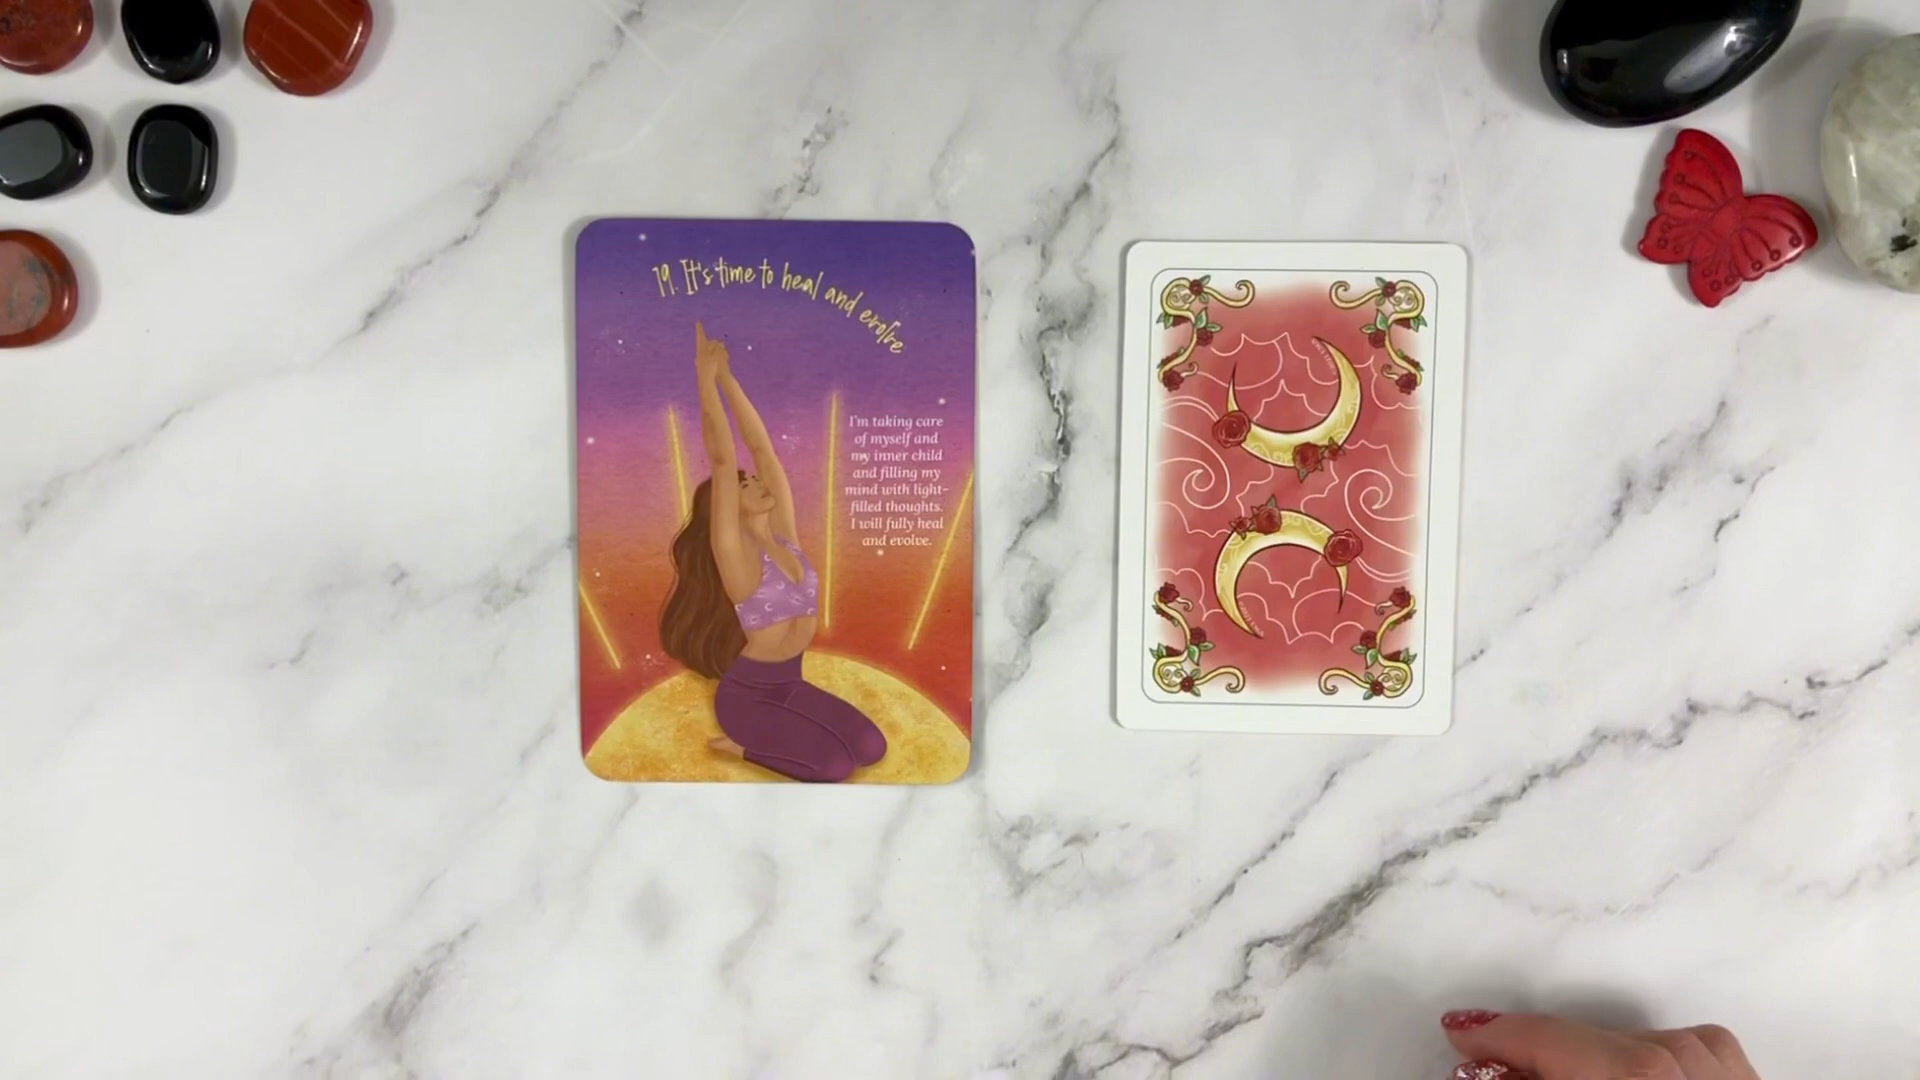 19. It's time to heal and evolve
I'm taking care
of myself and
my inner child
and filling my
mind with light-
filled thoughts.
I will fully heal
and evolve.